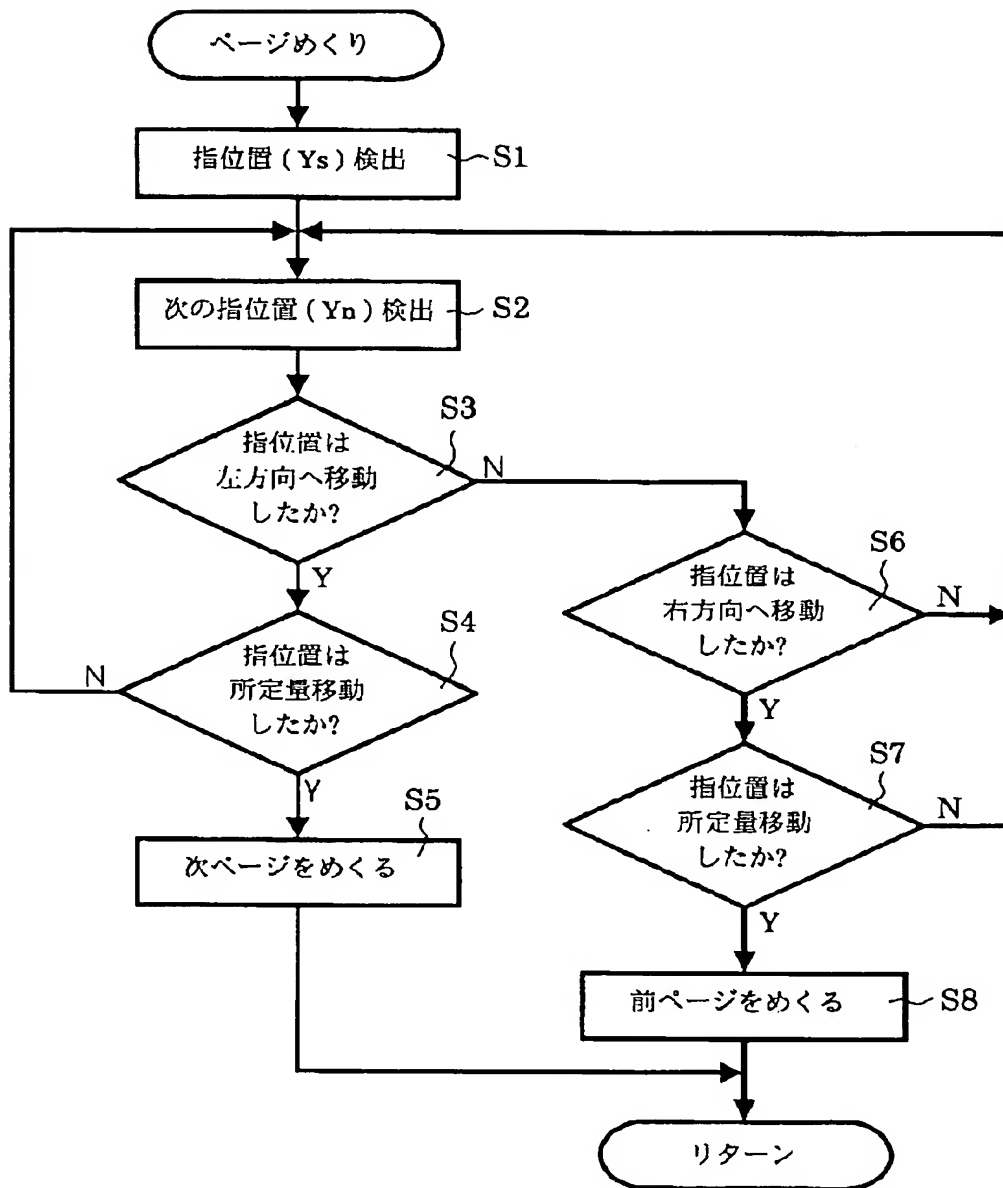 ページめくり
指位置(Ys)検出
S1
次の指位置(Yn)検出
S2
S3
指位置は
左方向へ移動
したか?
N
Y
S4
指位置は
所定量移動
したか?
N
Y
S5
次ページをめくる
S6
指位置は
右方向へ移動
したか?
N
Y
S7
指位置は
所定量移動
したか?
N
Y
前ページをめくる
S8
リターン